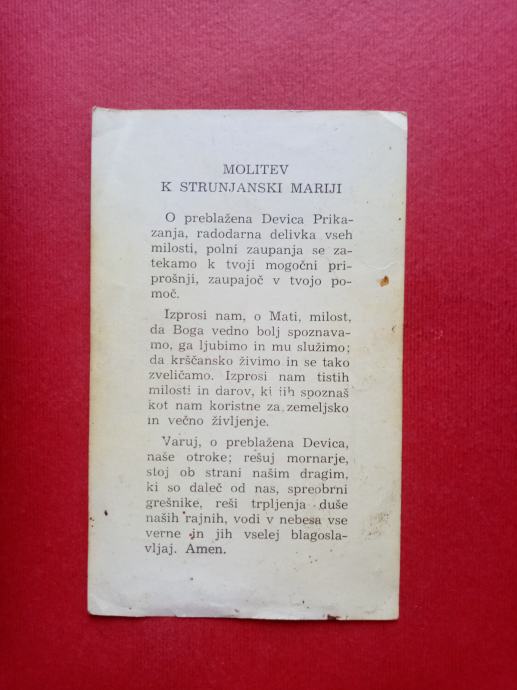 MOLITEV
K STRUNJANSKI MARIJI
O preblažena Devica Prika-
zanja, radodarna delivka vseh
milosti, polni zaupanja se za-
tekamo k tvoji mogočni pri-
prošnji, zaupajoč v tvojo po-
moč.
Izprosi nam, o Mati, milost,
da Boga vedno bolj spoznava-
mo, ga ljubimo in mu služimo;
da krščansko živimo in se tako
zveličamo. Izprosi nam tistih
milosti in darov, ki jih spoznaš
kot nam koristne za zemeljsko
in večno življenje.
Varuj, o preblažena Devica,
naše otroke; rešuj mornarje,
stoj ob strani našim dragim,
ki so daleč od nas, spreobrni
grešnike, reši trpljenja duše
naših rajnih, vodi v nebesa vse
verne in jih vselej blagosla-
vljaj. Amen.